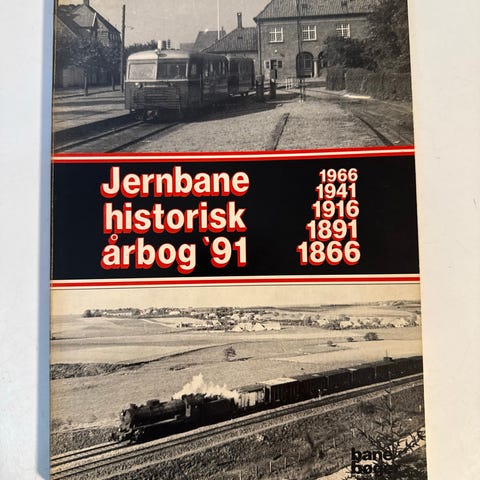 Jernbane
historisk
årbog '91
1966
1941
1916
1891
1866
bane
bøger